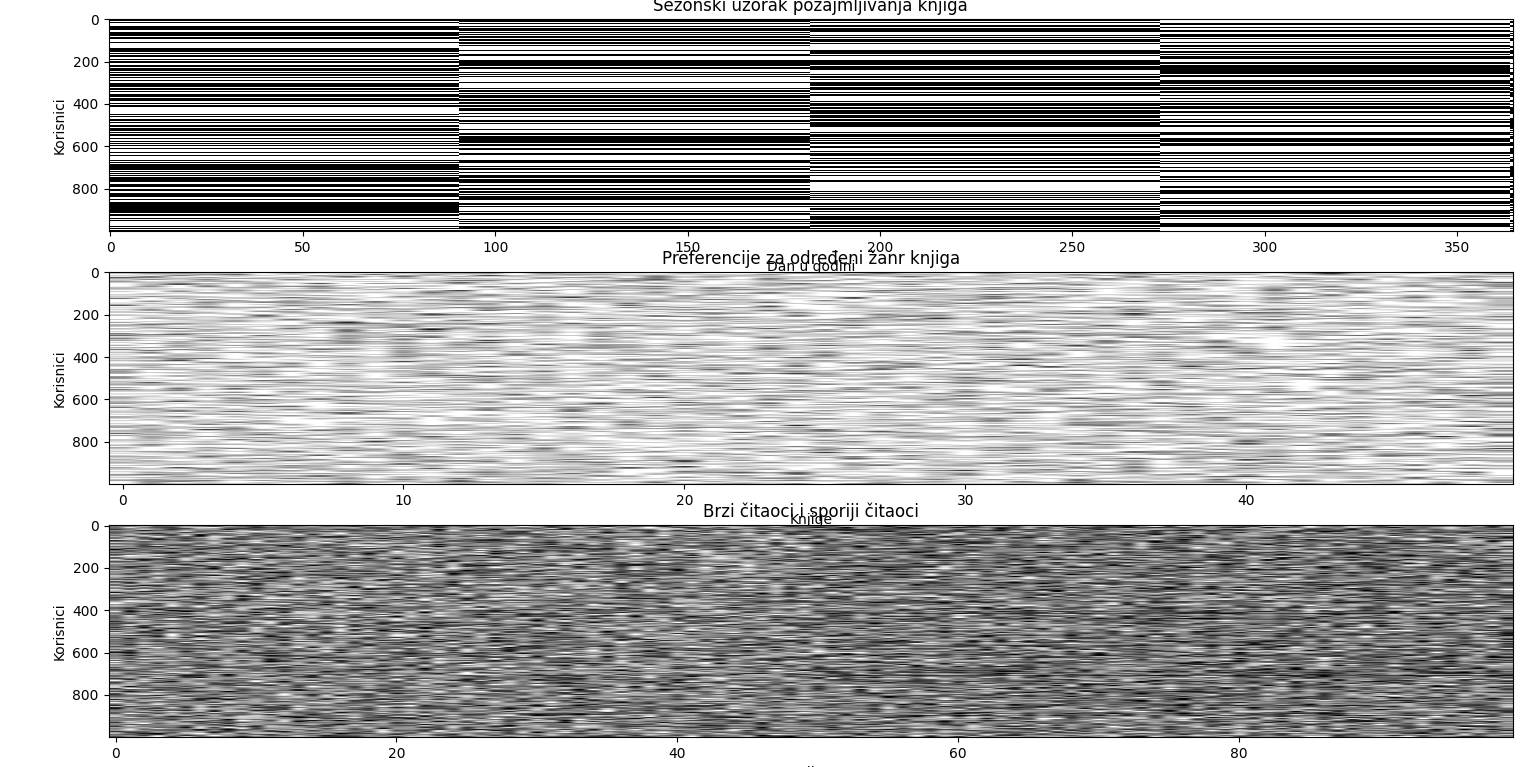 Sezonski uzorak pozajmljivanja knjiga
0
200
400
600
800
Korisnici
0 50 100 150 200 250 300 350
Dan u godini
Preferencije za određeni žanr knjiga
0
200
400
600
800
Korisnici
0 10 20 30 40
Knjige
Brzi čitaoci i sporiji čitaoci
0
200
400
600
800
Korisnici
0 20 40 60 80